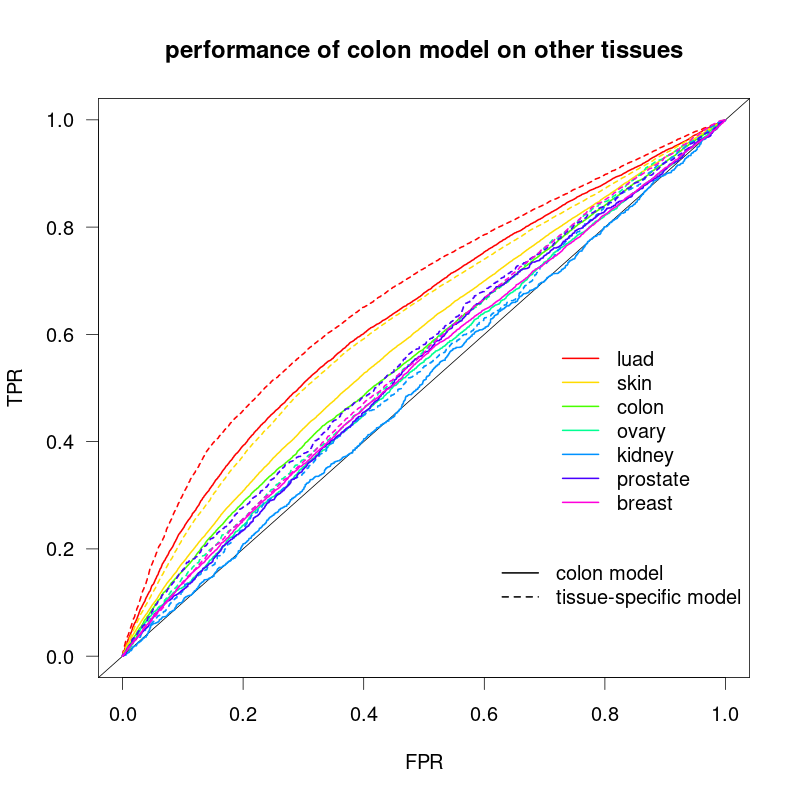 performance of colon model on other tissues
TPR
1.0
0.8
0.6
0.4
0.2
0.0
luad
skin
colon
ovary
kidney
prostate
breast
colon model
tissue-specific model
0.0 0.2 0.4 0.6 0.8 1.0
FPR